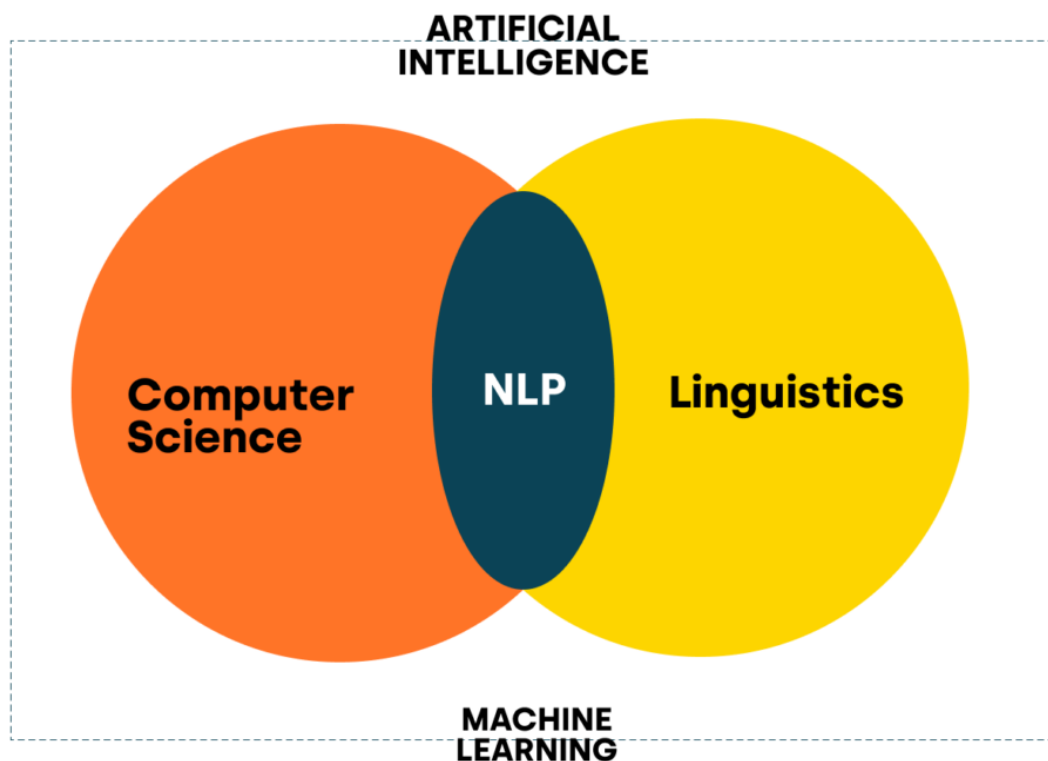 ARTIFICIAL
INTELLIGENCE
Computer
Science
NLP
Linguistics
MACHINE
LEARNING